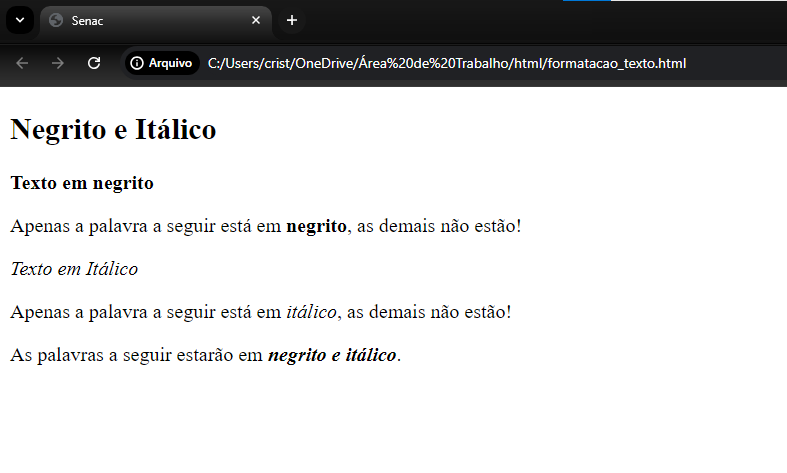 Senac
Arquivo C:/Users/crist/OneDrive/Área%20de%20Trabalho/html/formatacao_texto.html
Negrito e Itálico
Texto em negrito
Apenas a palavra a seguir está em negrito, as demais não estão!
Texto em Itálico
Apenas a palavra a seguir está em itálico, as demais não estão!
As palavras a seguir estarão em negrito e itálico.